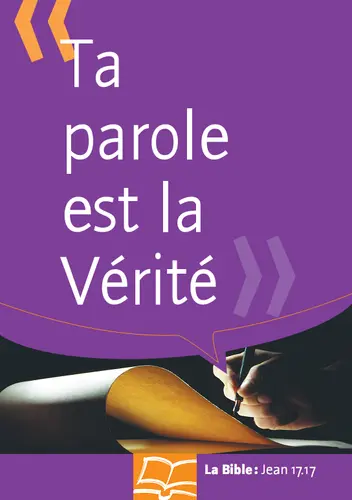 « Ta
parole
est la
Vérité »
La Bible : Jean 17.17